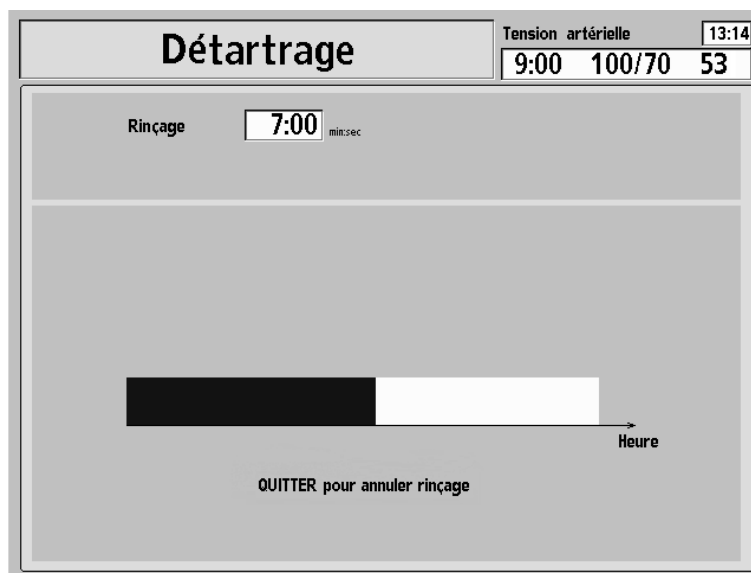 Détartrage
Tension artérielle 13:14
9:00 100/70 53
Rinçage 7:00 min:sec
Heure
QUITTER pour annuler rinçage